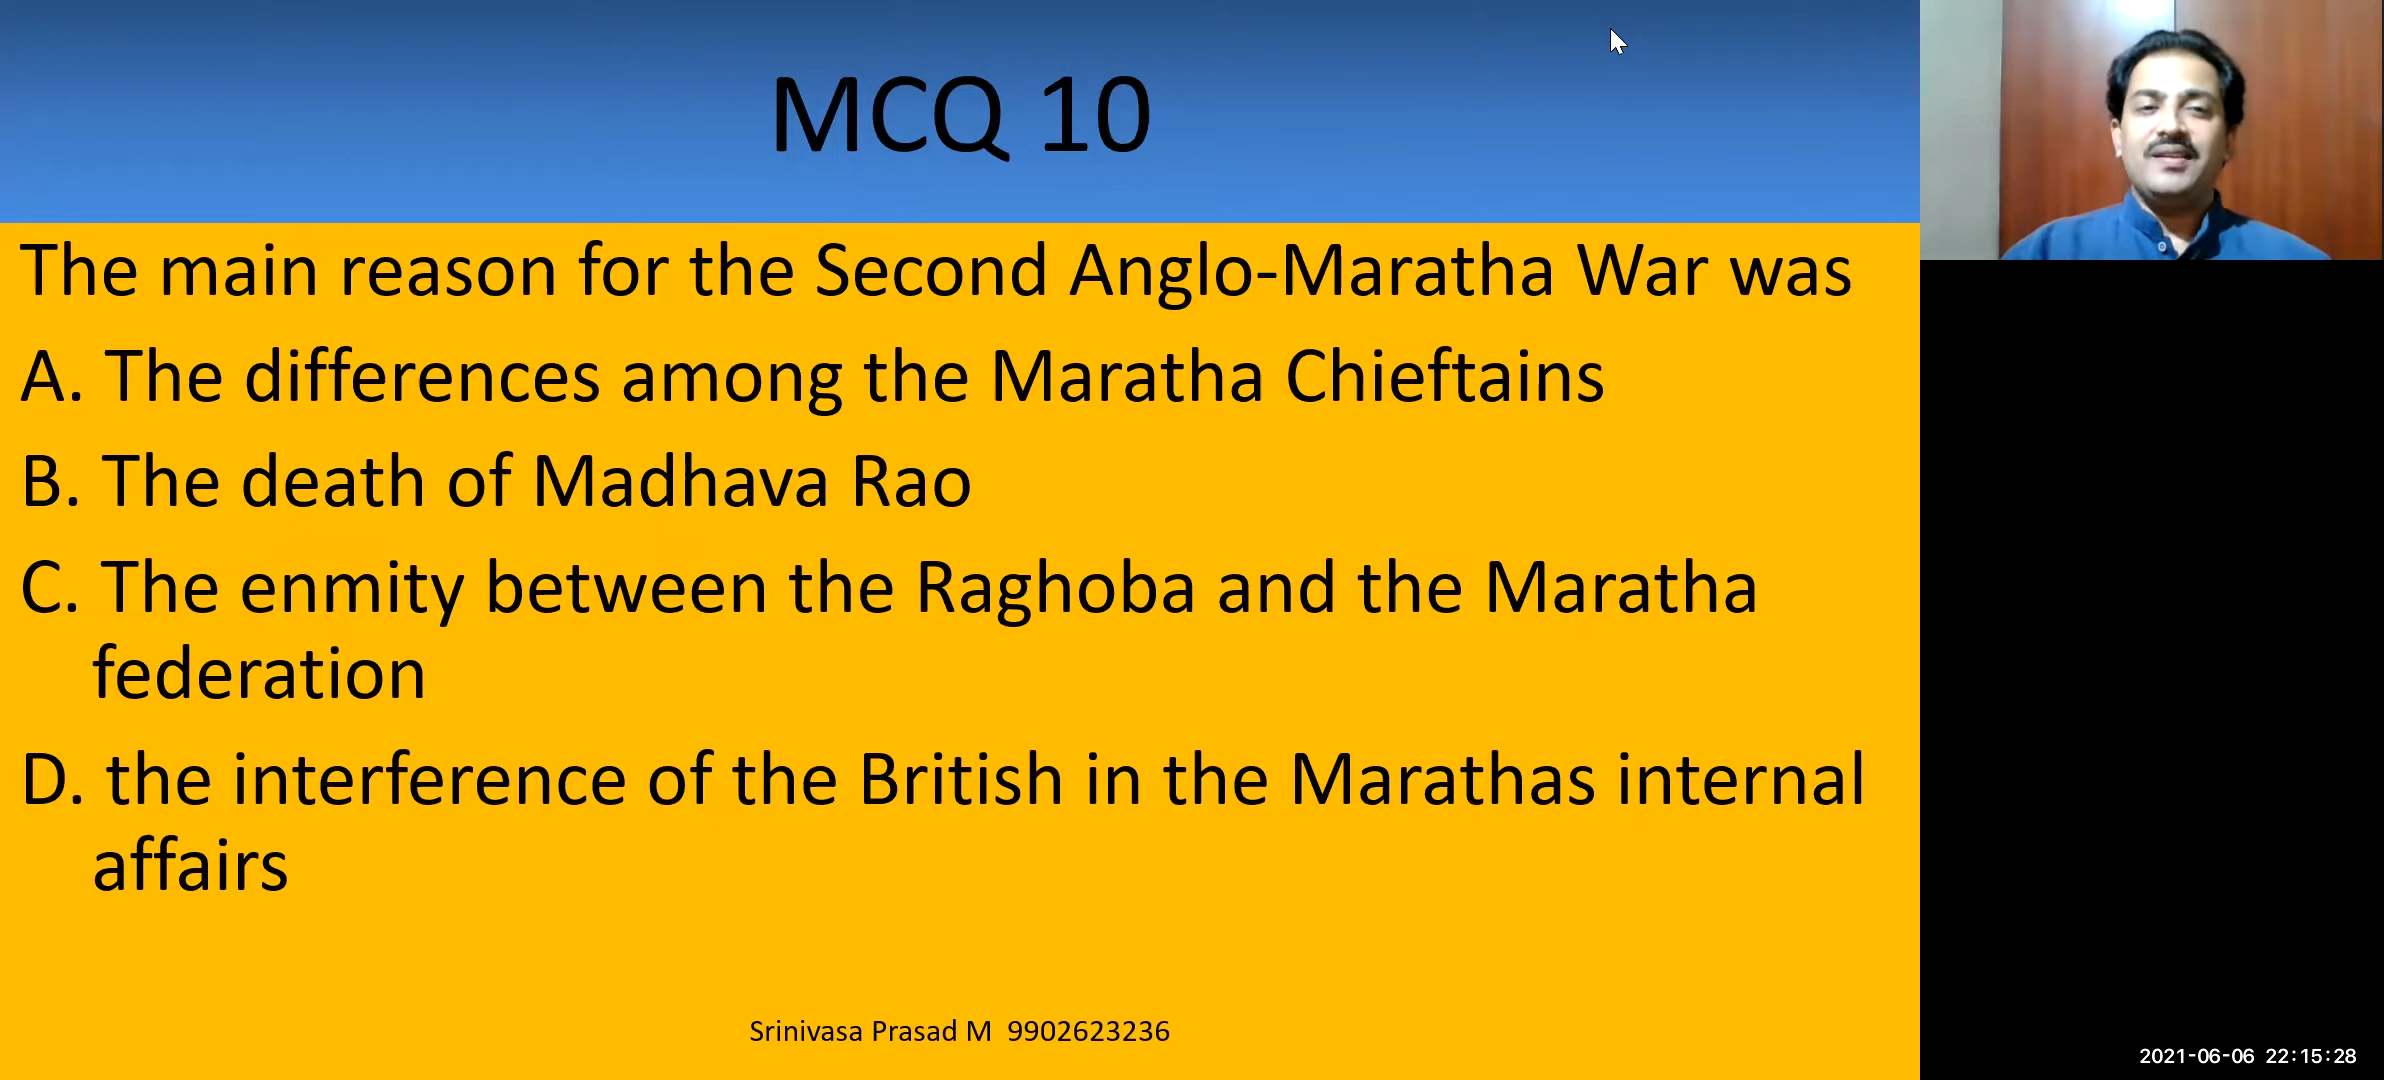 MCQ 10
The main reason for the Second Anglo-Maratha War was
A. The differences among the Maratha Chieftains
B. The death of Madhava Rao
C. The enmity between the Raghoba and the Maratha
federation
D. the interference of the British in the Marathas internal
affairs
Srinivasa Prasad M 9902623236
2021-06-06 22:15:28